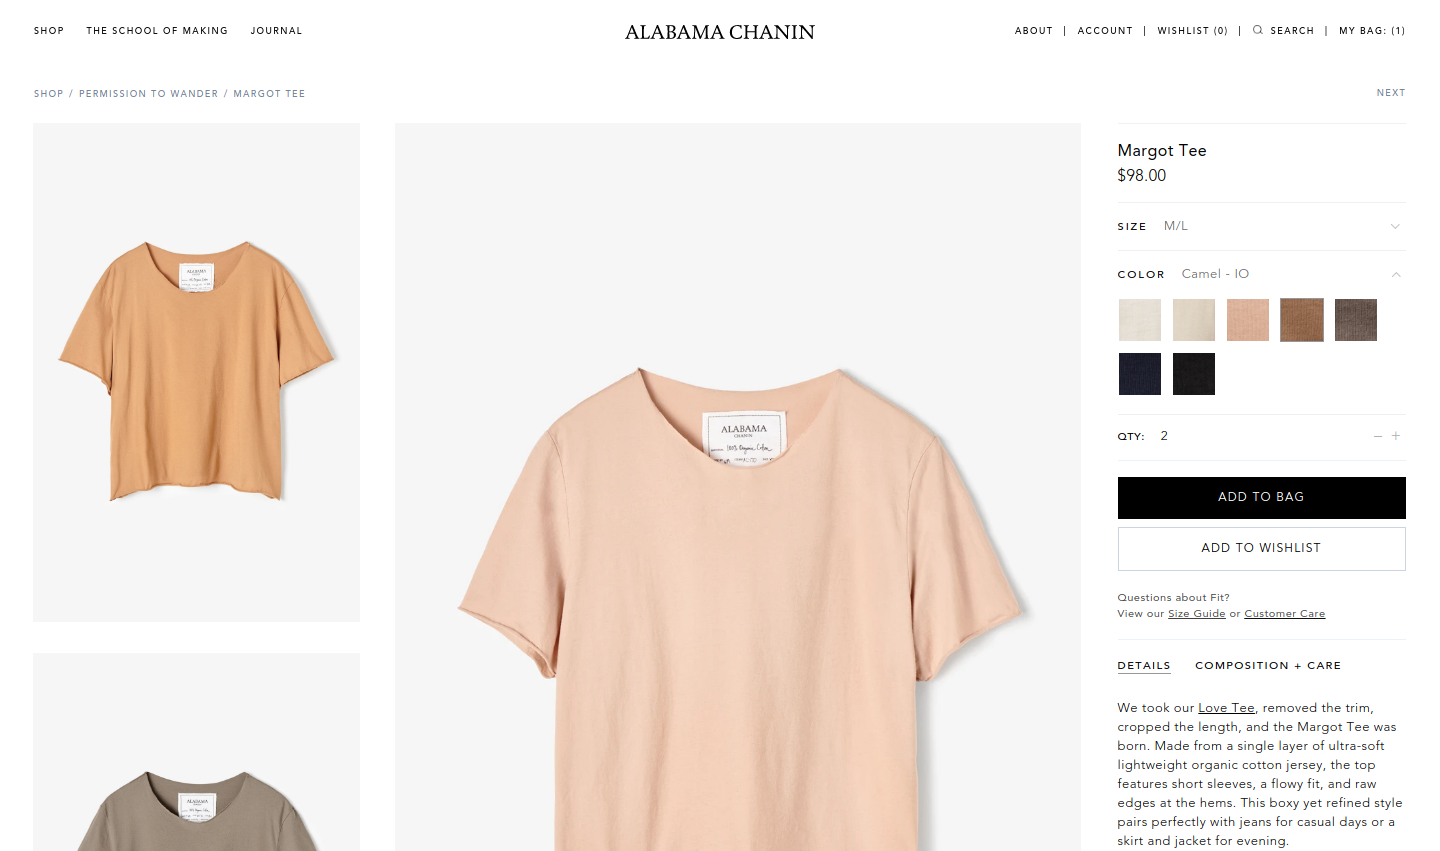 SHOP THE SCHOOL OF MAKING JOURNAL
ALABAMA CHANIN
ABOUT | ACCOUNT | WISHLIST (0) | SEARCH | MY BAG: (1)
SHOP / PERMISSION TO WANDER / MARGOT TEE
NEXT
ALABAMA
CHANIN
ALABAMA
ALABAMA
CHANIN
100% Organic Cotton
Margot Tee
$98.00
SIZE M/L
COLOR Camel - IO
QTY: 2 – +
ADD TO BAG
ADD TO WISHLIST
Questions about Fit?
View our Size Guide or Customer Care
DETAILS COMPOSITION + CARE
We took our Love Tee, removed the trim,
cropped the length, and the Margot Tee was
born. Made from a single layer of ultra-soft
lightweight organic cotton jersey, the top
features short sleeves, a flowy fit, and raw
edges at the hems. This boxy yet refined style
pairs perfectly with jeans for casual days or a
skirt and jacket for evening.